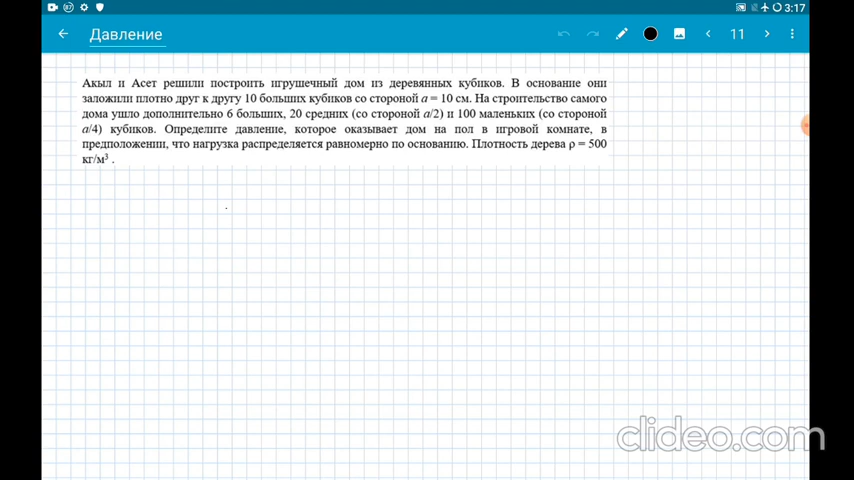 87
3:17
Давление
11
Акыл и Асет решили построить игрушечный дом из деревянных кубиков. В основание они
заложили плотно друг к другу 10 больших кубиков со стороной a = 10 см. На строительство самого
дома ушло дополнительно 6 больших, 20 средних (со стороной a/2) и 100 маленьких (со стороной
a/4) кубиков. Определите давление, которое оказывает дом на пол в игровой комнате, в
предположении, что нагрузка распределяется равномерно по основанию. Плотность дерева ρ = 500
кг/м³ .
clideo.com